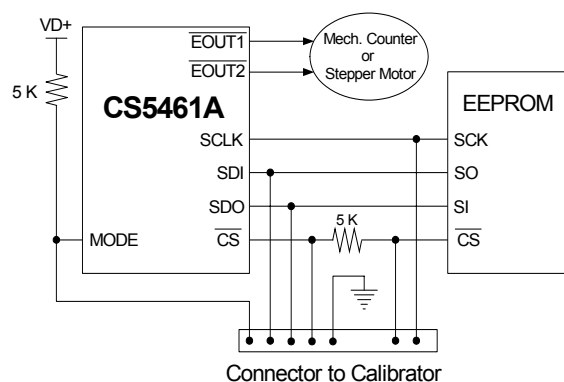 VD+
5 K
CS5461A
EOUT1
EOUT2
SCLK
SDI
SDO
CS
MODE
Mech. Counter
or
Stepper Motor
5 K
EEPROM
SCK
SO
SI
CS
Connector to Calibrator